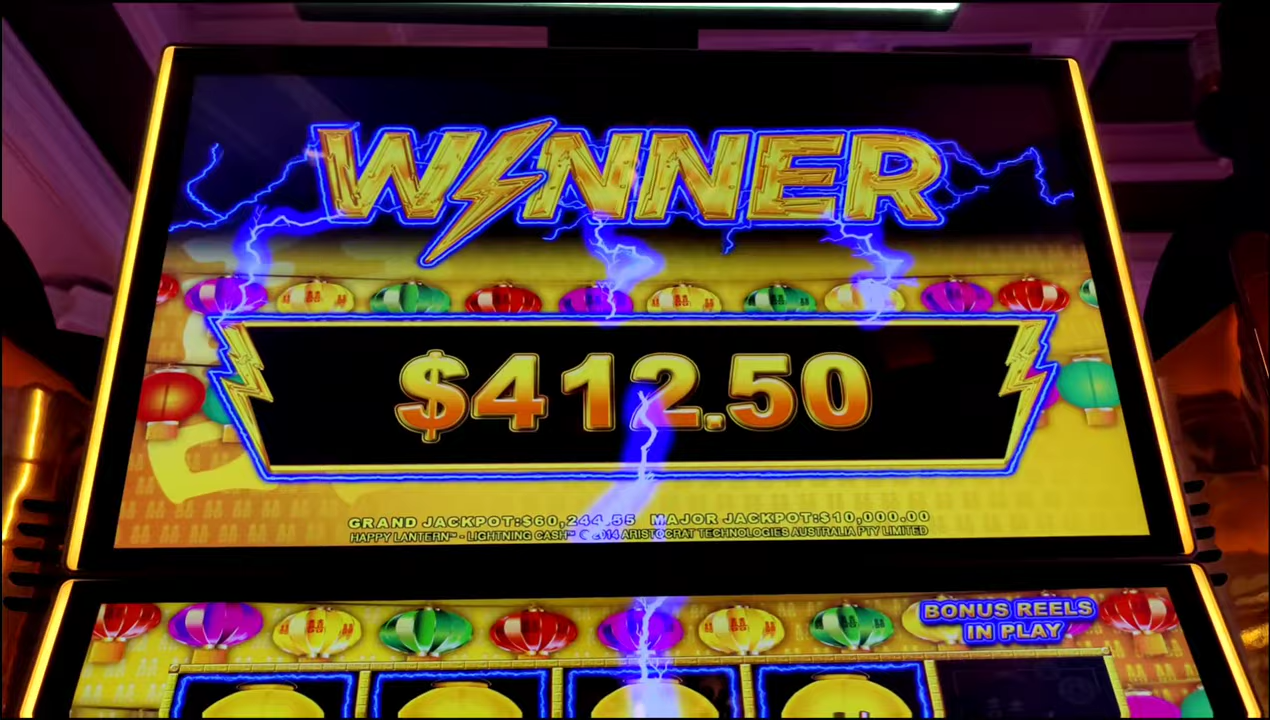 WINNER
$412.50
GRAND JACKPOT:$60,244.55 MAJOR JACKPOT:$10,000.00
HAPPY LANTERN™ - LIGHTNING CASH™ © 2014 ARISTOCRAT TECHNOLOGIES AUSTRALIA PTY LIMITED
BONUS REELS
IN PLAY